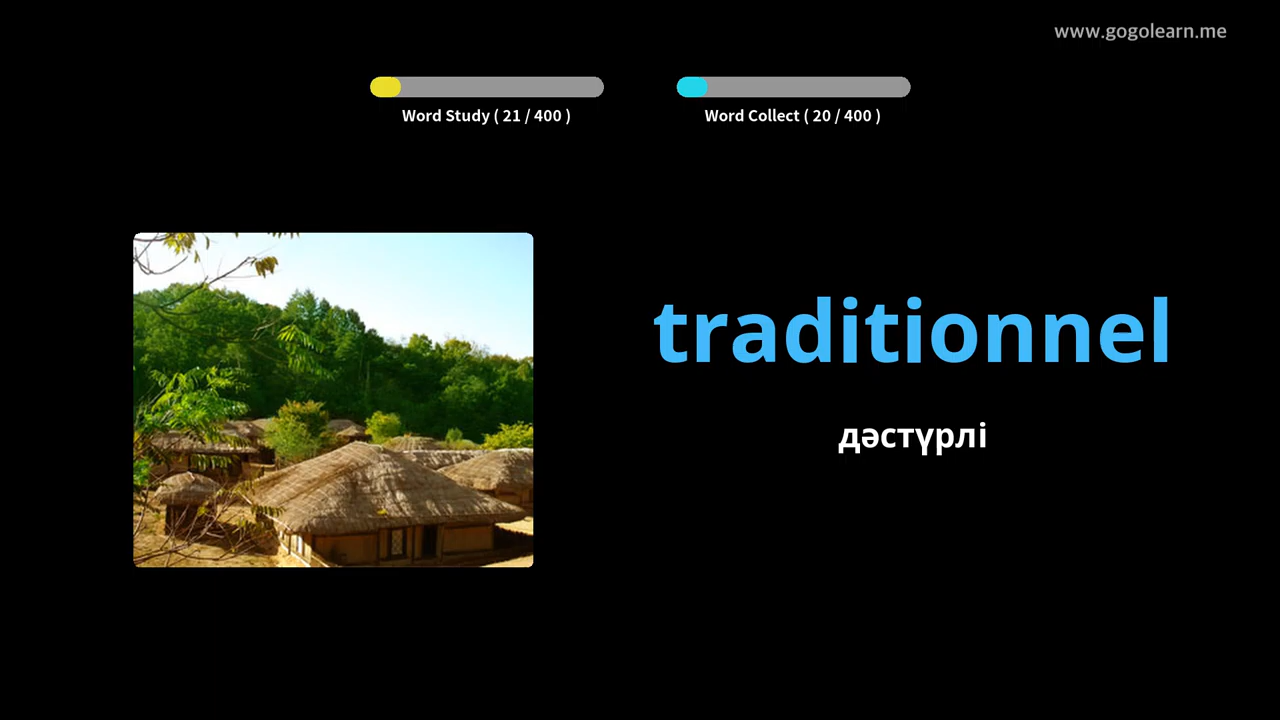 www.gogolearn.me
Word Study ( 21 / 400 )
Word Collect ( 20 / 400 )
traditionnel
дәстүрлі